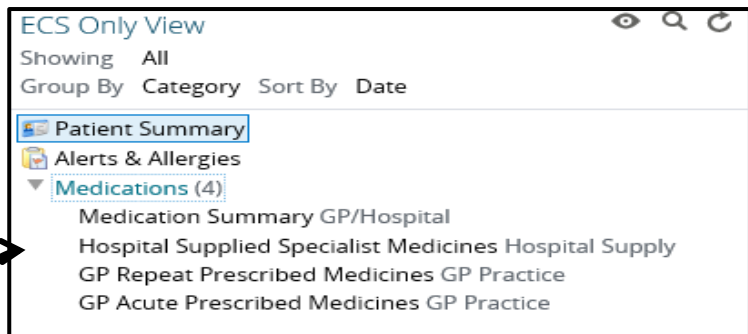 ECS Only View
Showing All
Group By Category Sort By Date
Patient Summary
Alerts & Allergies
Medications (4)
Medication Summary GP/Hospital
Hospital Supplied Specialist Medicines Hospital Supply
GP Repeat Prescribed Medicines GP Practice
GP Acute Prescribed Medicines GP Practice